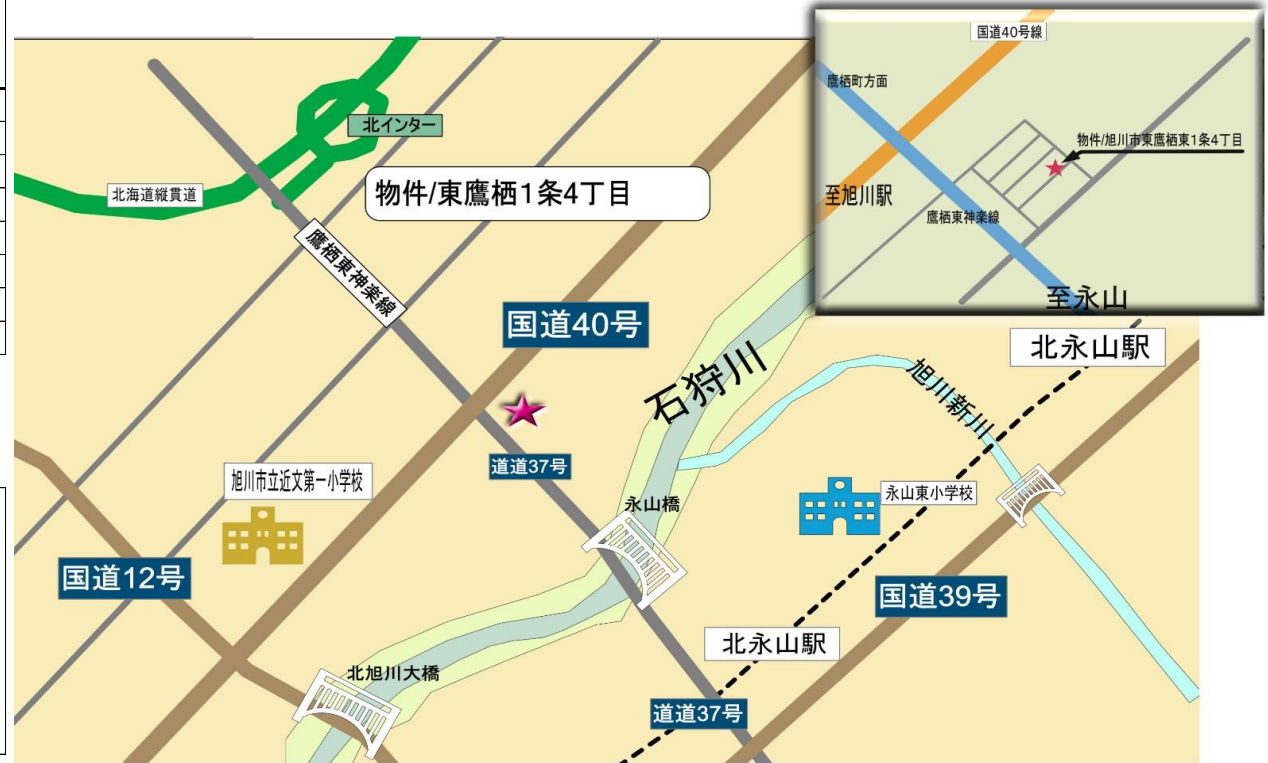 国道40号線
鷹栖町方面
物件/旭川市東鷹栖東1条4丁目
至旭川駅
鷹栖東神楽線
至永山
北インター
北海道縦貫道
物件/東鷹栖1条4丁目
鷹栖東神楽線
国道40号
石狩川
北永山駅
旭川新川
道道37号
旭川市立近文第一小学校
永山橋
永山東小学校
国道12号
国道39号
北永山駅
北旭川大橋
道道37号